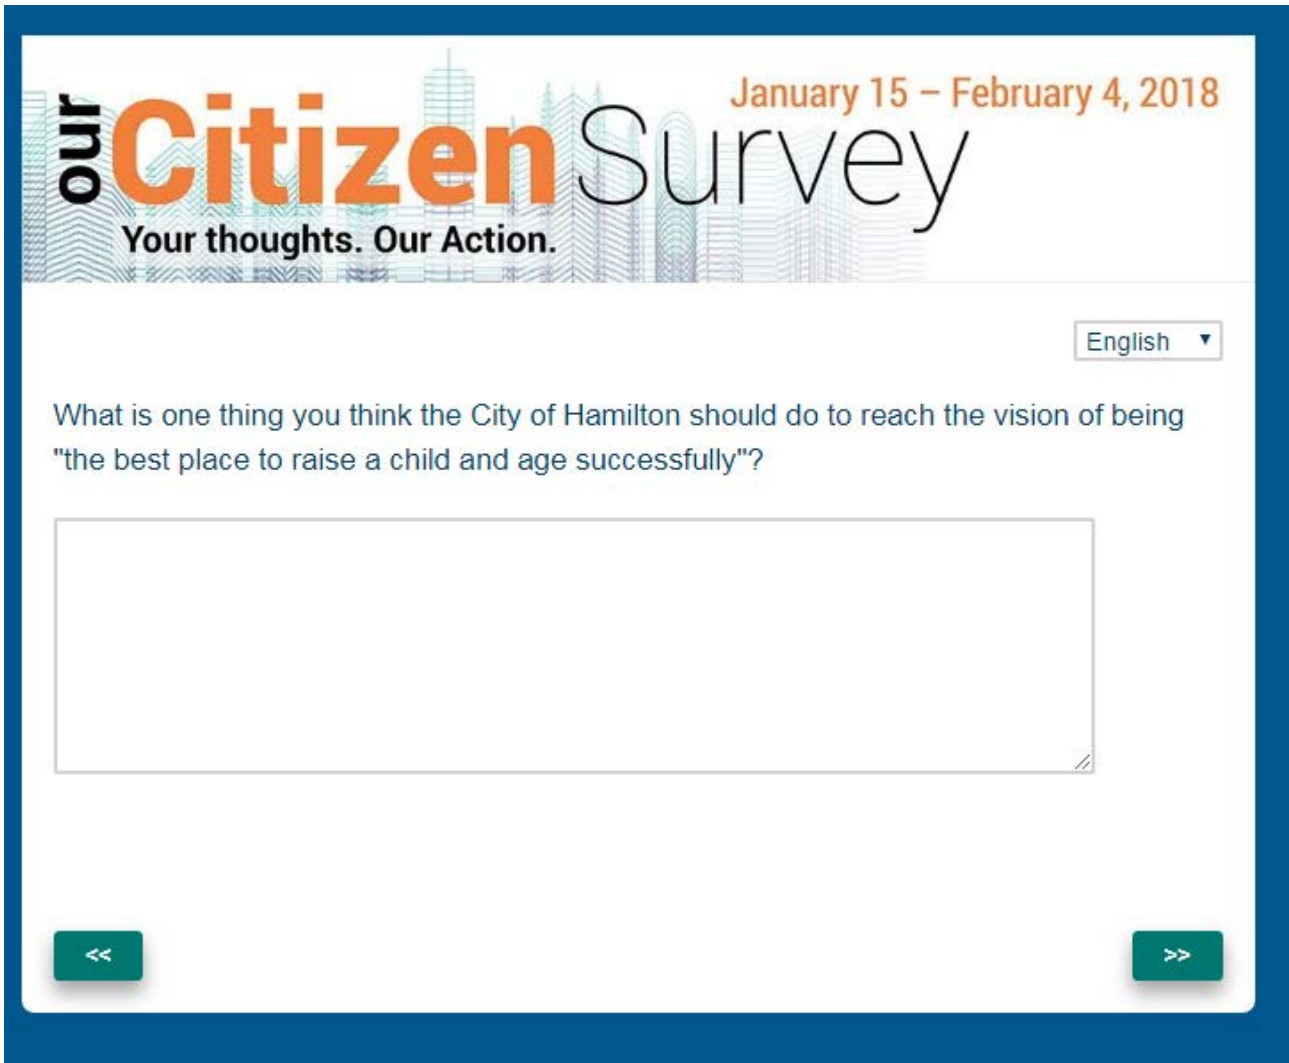 our Citizen Survey
January 15 – February 4, 2018
Your thoughts. Our Action.
English
What is one thing you think the City of Hamilton should do to reach the vision of being
"the best place to raise a child and age successfully"?
<<
>>